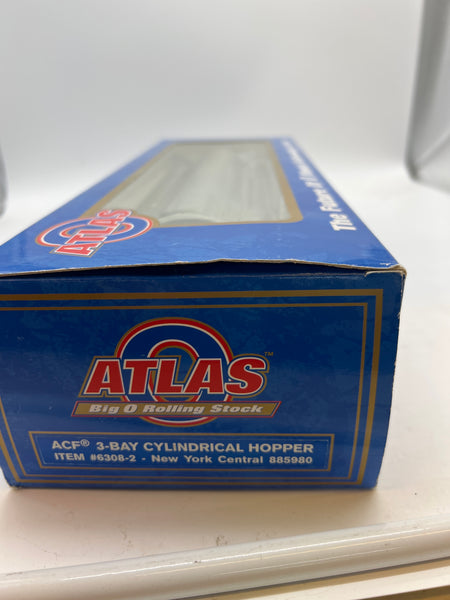 ATLAS
The Future of
ATLAS™
Big O Rolling Stock
ACF® 3-BAY CYLINDRICAL HOPPER
ITEM #6308-2 - New York Central 885980